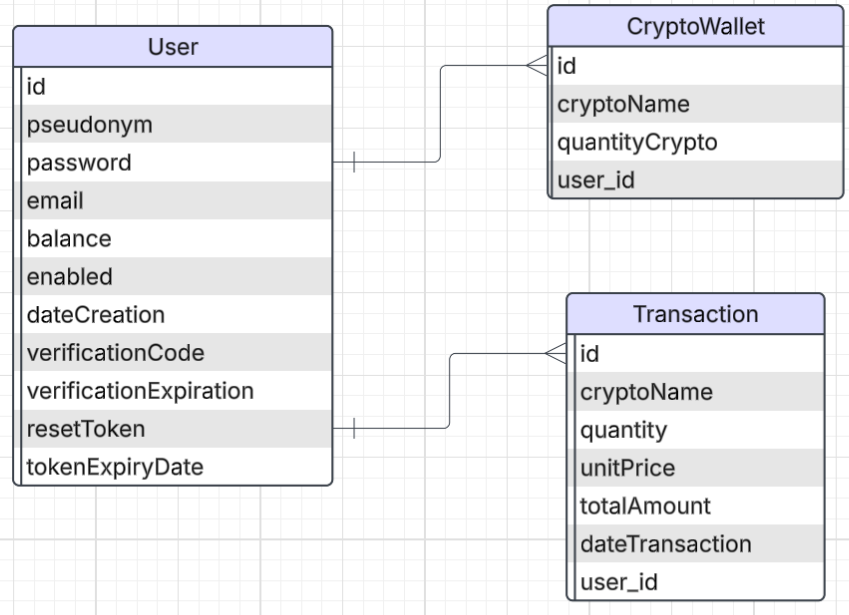 User
id
pseudonym
password
email
balance
enabled
dateCreation
verificationCode
verificationExpiration
resetToken
tokenExpiryDate
CryptoWallet
id
cryptoName
quantityCrypto
user_id
Transaction
id
cryptoName
quantity
unitPrice
totalAmount
dateTransaction
user_id